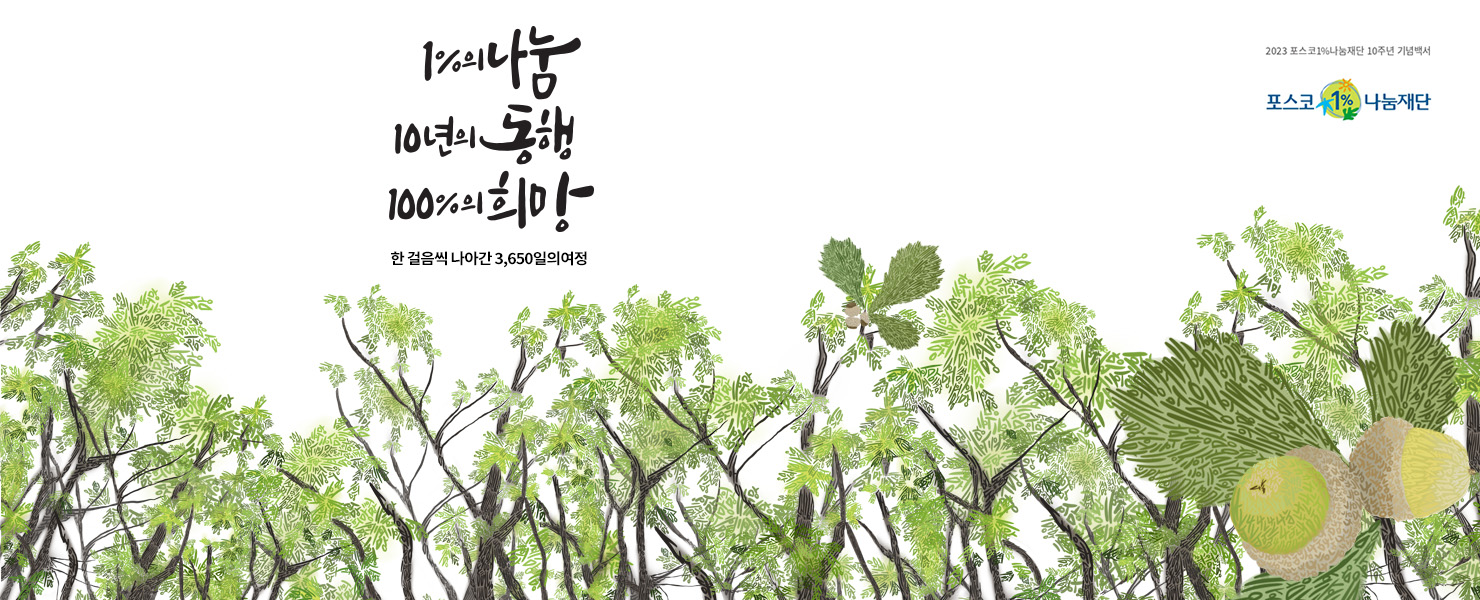 1%의 나눔
10년의 동행
100%의 희망
한 걸음씩 나아간 3,650일의여정
2023 포스코1%나눔재단 10주년 기념백서
포스코 1% 나눔재단